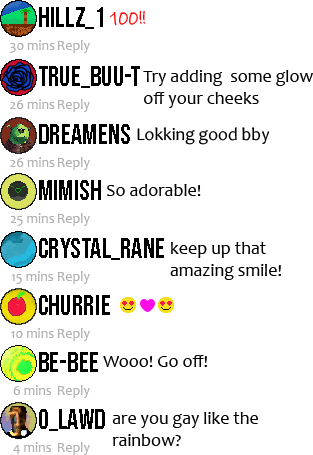 HILLZ_1 100!!
30 mins Reply
TRUE_BUU-T Try adding some glow
off your cheeks
26 mins Reply
DREAMENS Lokking good bby
26 mins Reply
MIMISH So adorable!
25 mins Reply
CRYSTAL_RANE keep up that
amazing smile!
15 mins Reply
CHURRIE 😍💜😍
10 mins Reply
BE-BEE Wooo! Go off!
6 mins Reply
O_LAWD are you gay like the
rainbow?
4 mins Reply